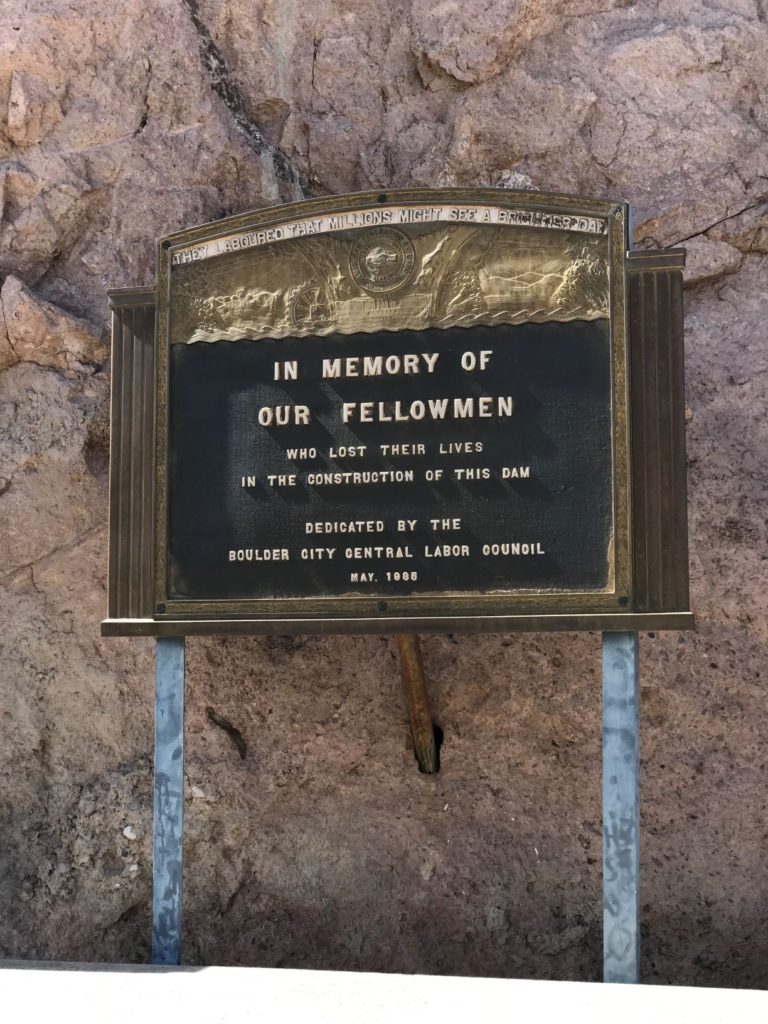 THEY LABOURED THAT MILLIONS MIGHT SEE A BRIGHTER DAY
IN MEMORY OF
OUR FELLOWMEN
WHO LOST THEIR LIVES
IN THE CONSTRUCTION OF THIS DAM
DEDICATED BY THE
BOULDER CITY CENTRAL LABOR COUNCIL
MAY, 1935